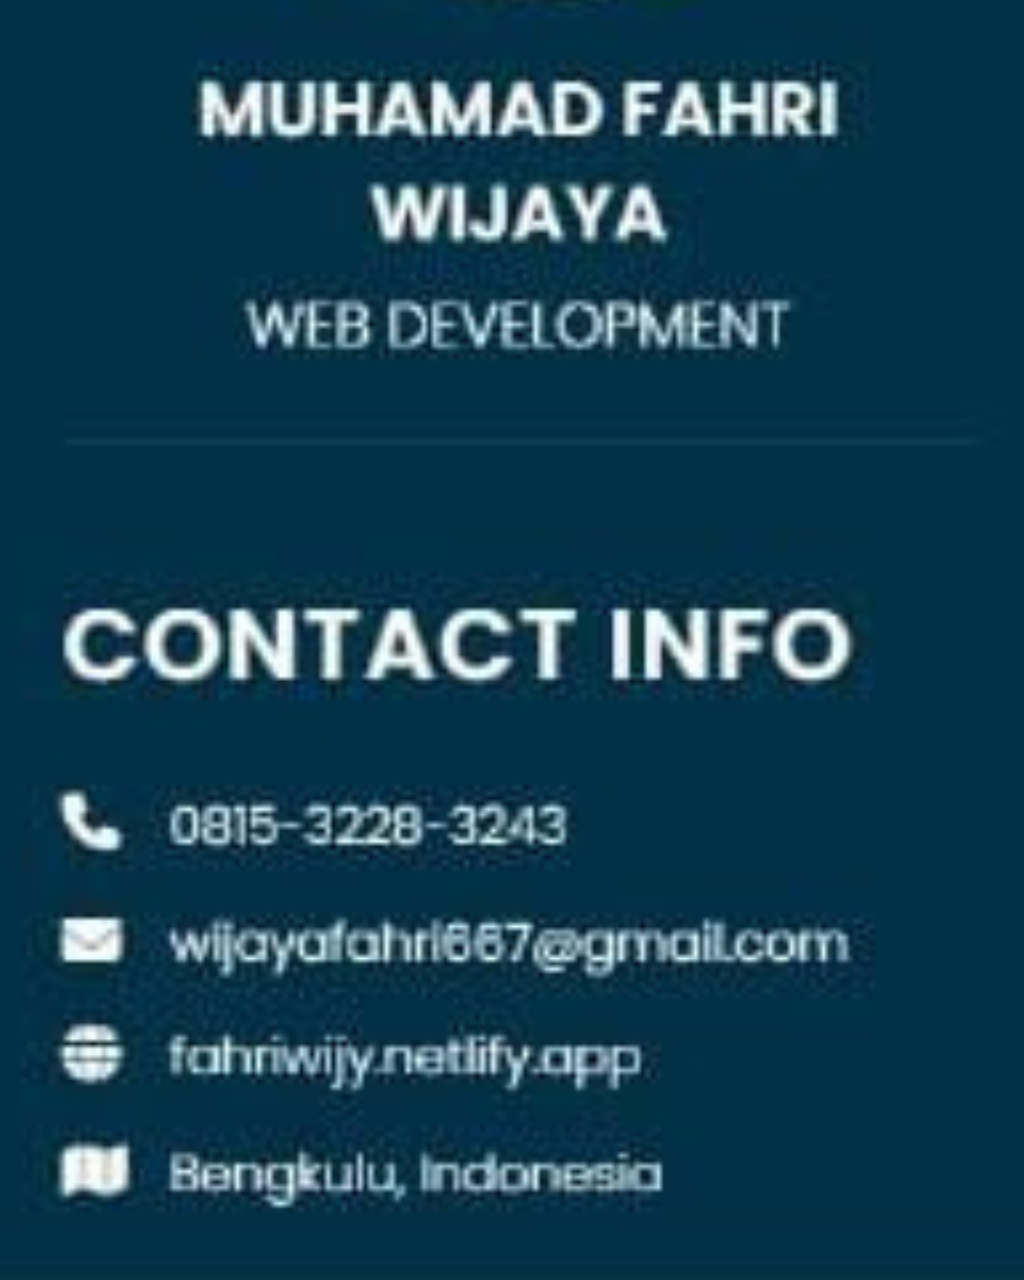 MUHAMAD FAHRI
WIJAYA
WEB DEVELOPMENT
CONTACT INFO
0815-3228-3243
wijayafahri667@gmail.com
fahriwijy.netlify.app
Bengkulu, Indonesia